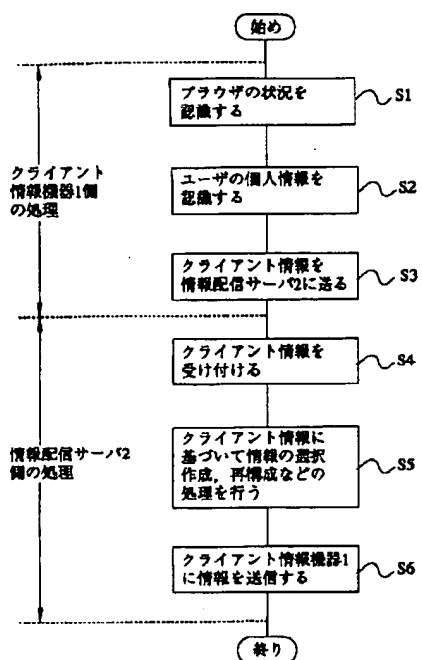 始め
ブラウザの状況を
認識する
S1
クライアント
情報機器1側
の処理
ユーザの個人情報を
認識する
S2
クライアント情報を
情報配信サーバ2に送る
S3
クライアント情報を
受け付ける
S4
情報配信サーバ2
側の処理
クライアント情報に
基づいて情報の選択
作成，再構成などの
処理を行う
S5
クライアント情報機器1
に情報を送信する
S6
終り